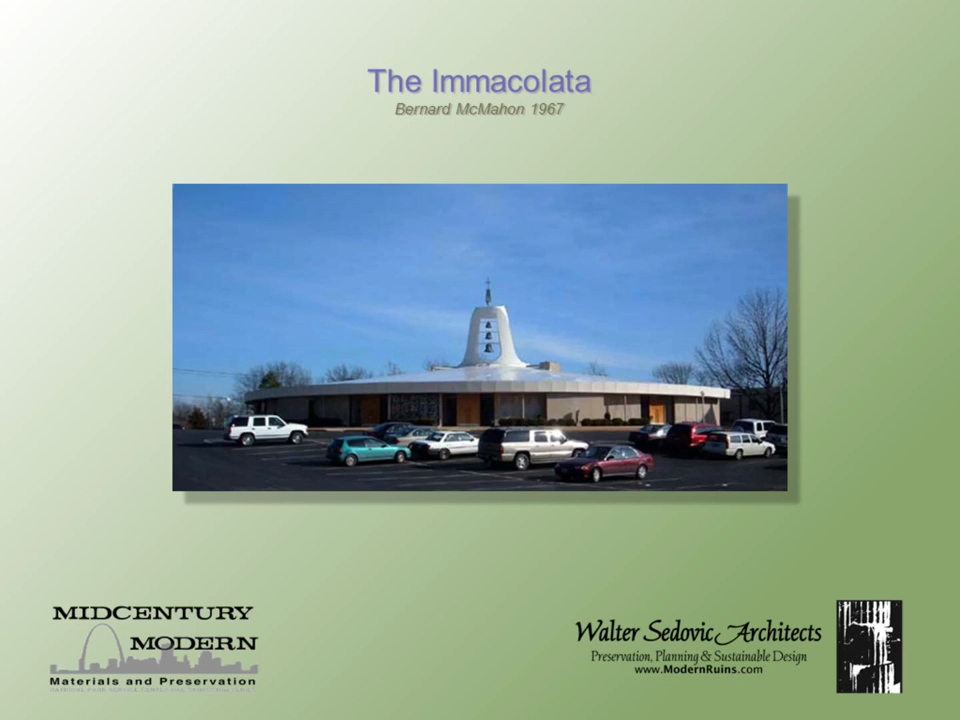 The Immacolata
Bernard McMahon 1967
MIDCENTURY
MODERN
Materials and Preservation
Walter Sedovic Architects
Preservation, Planning & Sustainable Design
www.ModernRuins.com